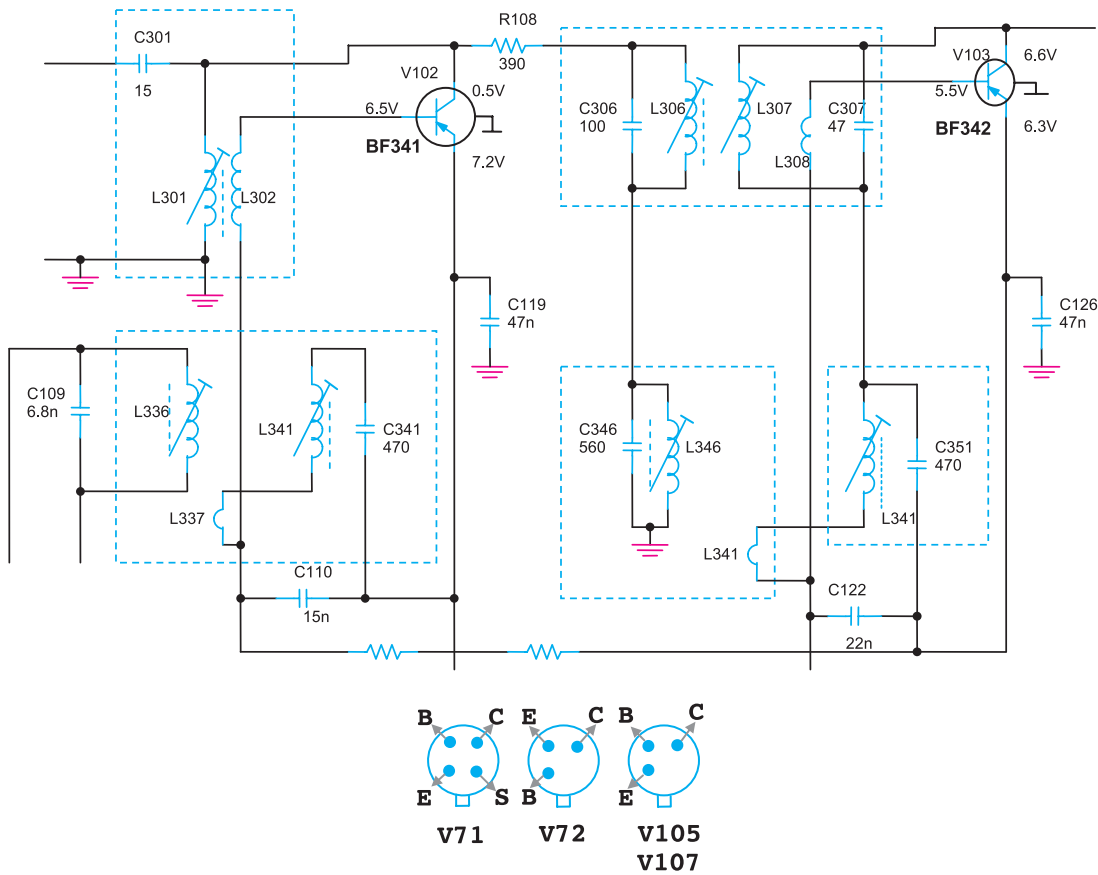 C301
15
R108
390
V102
0.5V
6.5V
BF341
7.2V
L301
L302
C306
100
L306
L307
C307
47
L308
V103
6.6V
5.5V
BF342
6.3V
C119
47n
C126
47n
C109
6.8n
L336
L341
C341
470
L337
C346
560
L346
C351
470
L341
L341
C110
15n
C122
22n
B C
E S
V71
E C
B
V72
B C
E
V105
V107